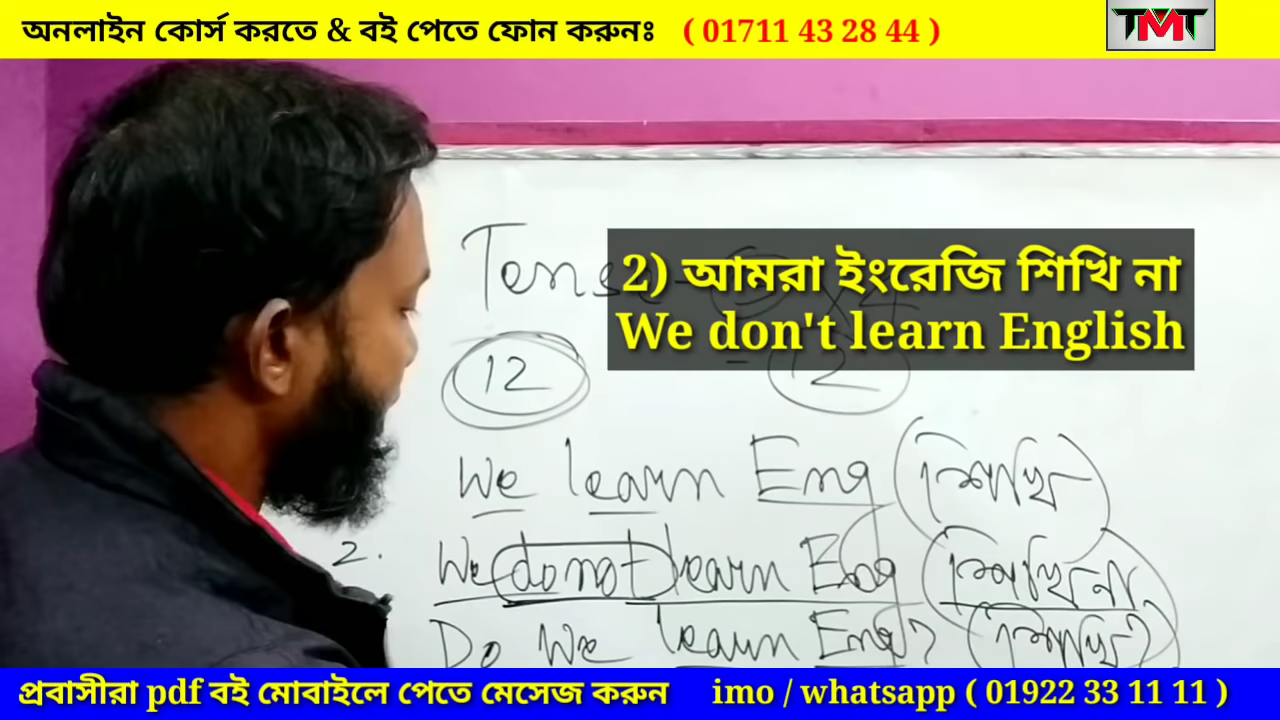 অনলাইন কোর্স করতে & বই পেতে ফোন করুনঃ ( 01711 43 28 44 )
TMT
2) আমরা ইংরেজি শিখি না
We don't learn English
Tense
12
12
We learn Eng (শিখি)
2. We do not learn Eng (শিখি না)
Do We learn Eng? (শিখি?)
প্রবাসীরা pdf বই মোবাইলে পেতে মেসেজ করুন imo / whatsapp ( 01922 33 11 11 )